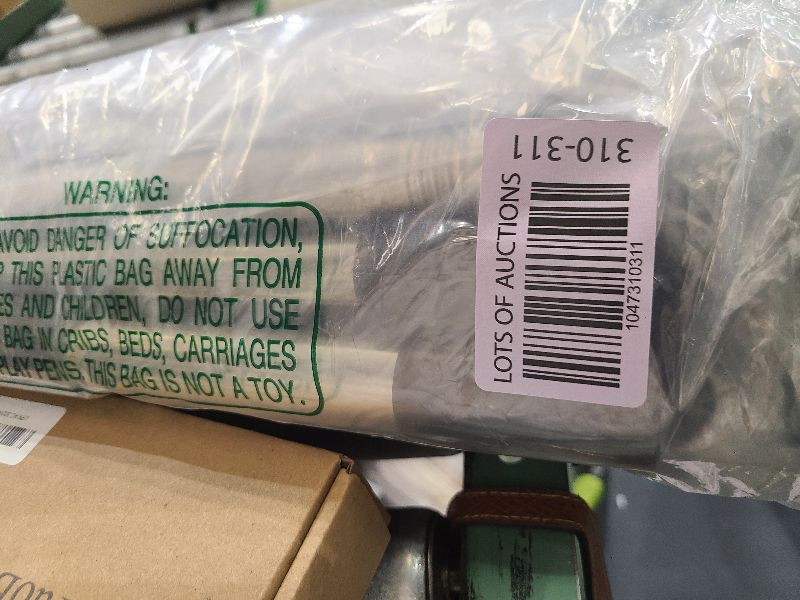 WARNING:
AVOID DANGER OF SUFFOCATION,
THIS PLASTIC BAG AWAY FROM
AND CHILDREN, DO NOT USE
BAG IN CRIBS, BEDS, CARRIAGES
PLAY PENS. THIS BAG IS NOT A TOY.
310-311
LOTS OF AUCTIONS
1047310311